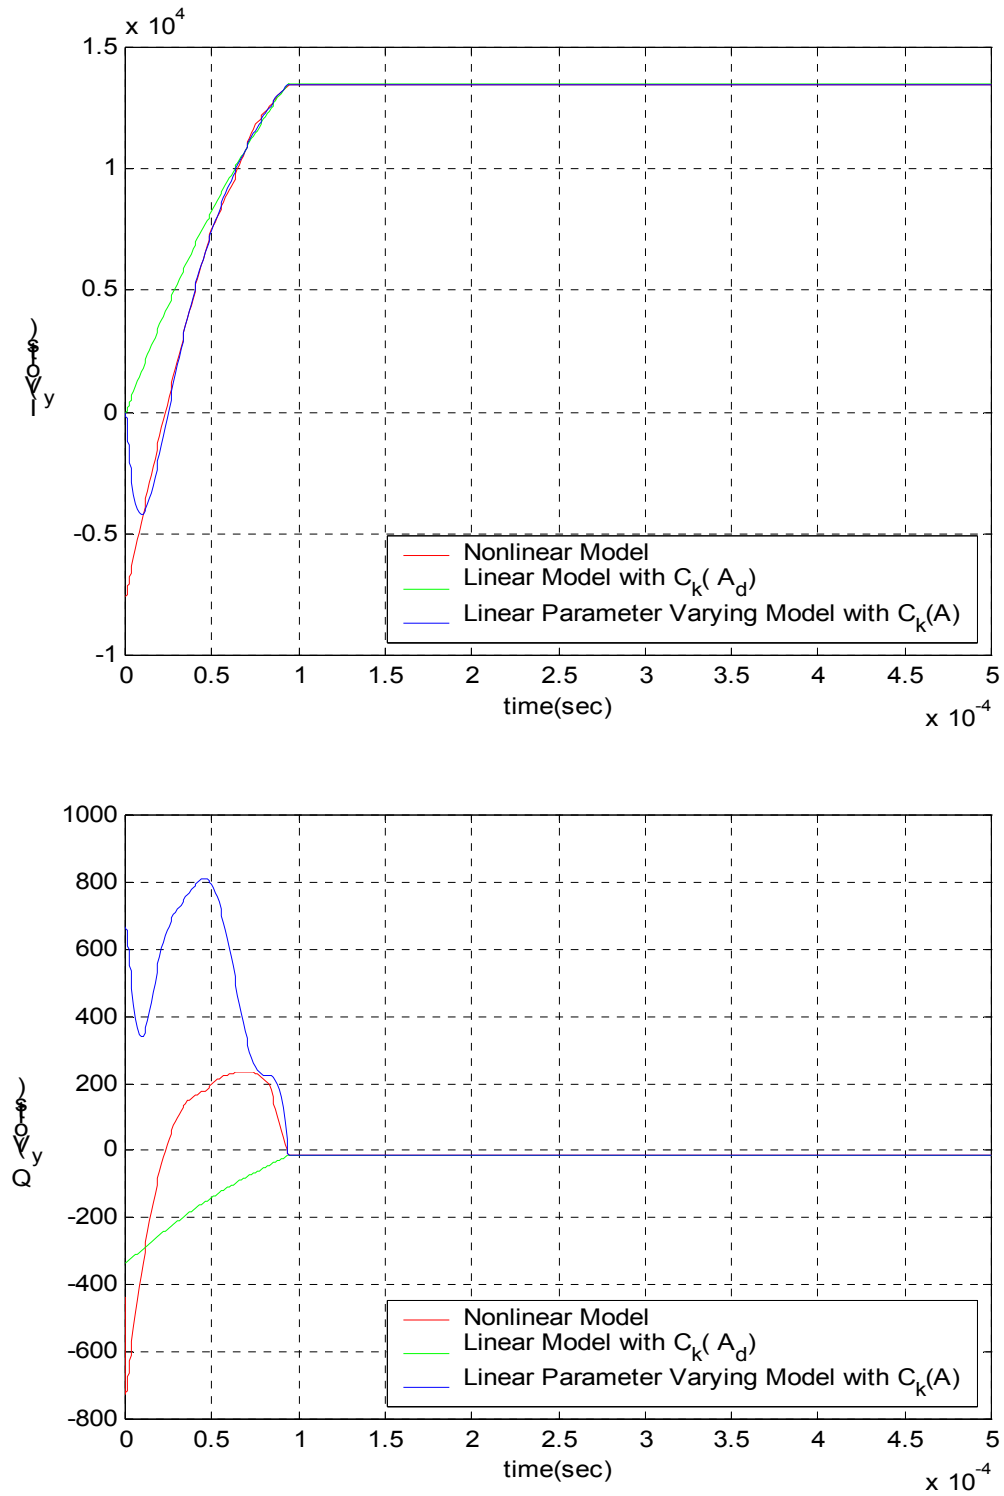 x 10^4
1.5
1
0.5
0
-0.5
-1
I_y (Volts)
Nonlinear Model
Linear Model with C_k( A_d)
Linear Parameter Varying Model with C_k(A)
0 0.5 1 1.5 2 2.5 3 3.5 4 4.5 5
time(sec)
x 10^-4
1000
800
600
400
200
0
-200
-400
-600
-800
Q_y (Volts)
Nonlinear Model
Linear Model with C_k( A_d)
Linear Parameter Varying Model with C_k(A)
0 0.5 1 1.5 2 2.5 3 3.5 4 4.5 5
time(sec)
x 10^-4